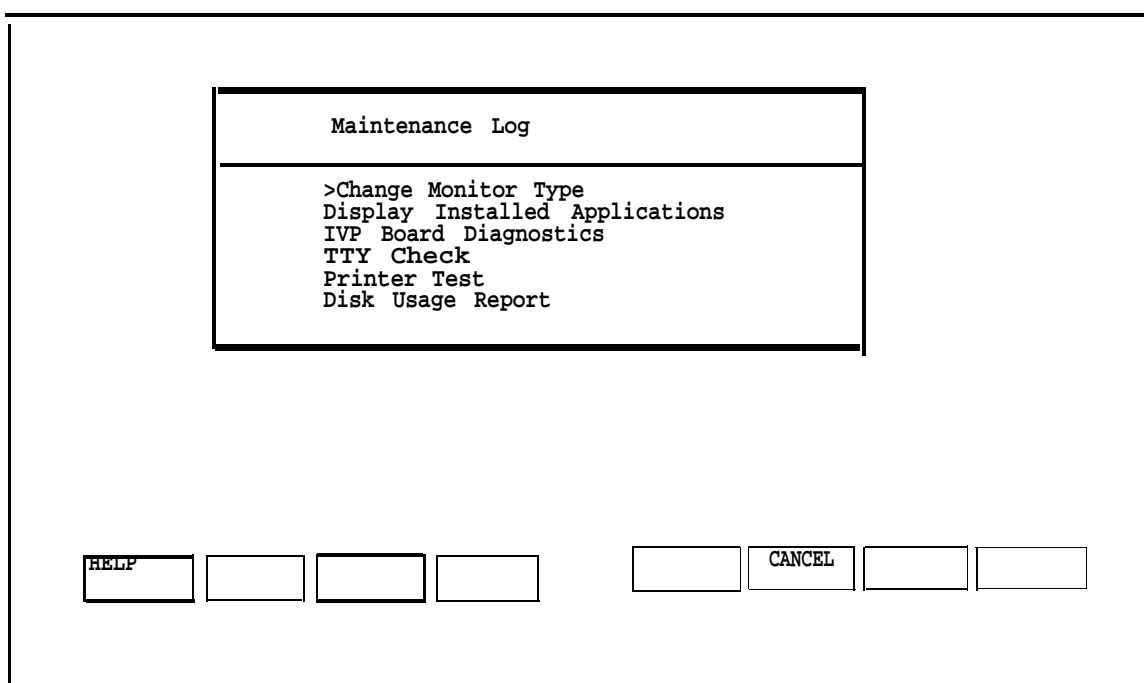 Maintenance Log
>Change Monitor Type
Display Installed Applications
IVP Board Diagnostics
TTY Check
Printer Test
Disk Usage Report
HELP
CANCEL